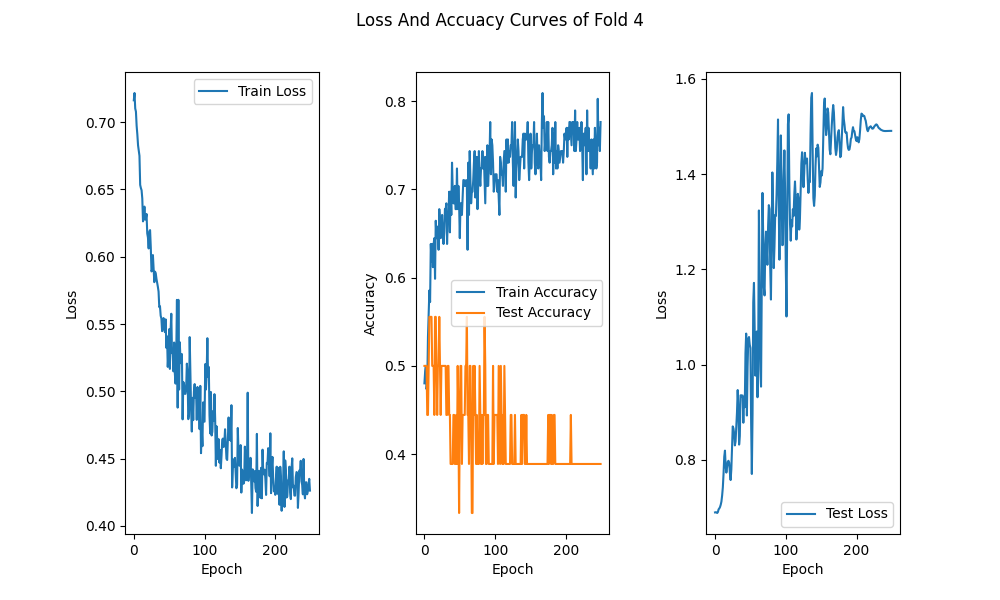 Loss And Accuacy Curves of Fold 4
Loss
0.70
0.65
0.60
0.55
0.50
0.45
0.40
Train Loss
0 100 200
Epoch
Accuracy
0.8
0.7
0.6
0.5
0.4
Train Accuracy
Test Accuracy
0 100 200
Epoch
Loss
1.6
1.4
1.2
1.0
0.8
Test Loss
0 100 200
Epoch